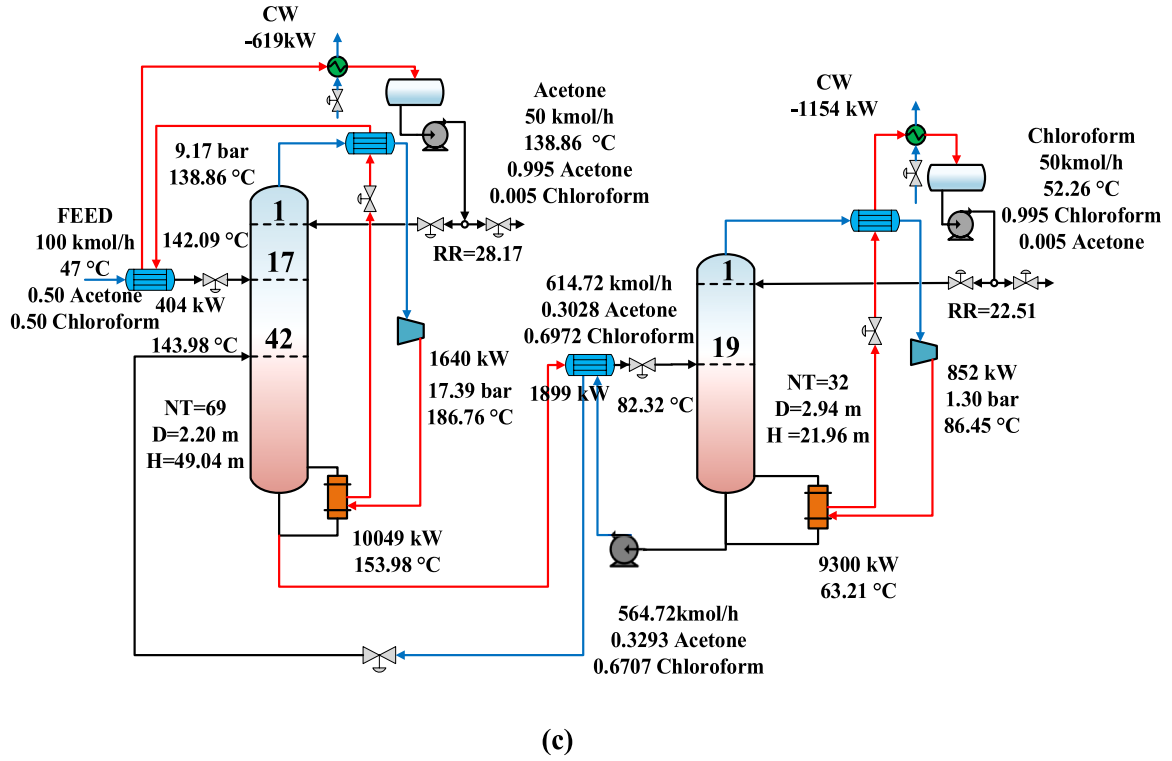 CW
-619kW
Acetone
50 kmol/h
138.86 °C
0.995 Acetone
0.005 Chloroform
9.17 bar
138.86 °C
FEED
100 kmol/h
47 °C
0.50 Acetone
0.50 Chloroform
142.09 °C
404 kW
143.98 °C
1
17
42
RR=28.17
NT=69
D=2.20 m
H=49.04 m
1640 kW
17.39 bar
186.76 °C
10049 kW
153.98 °C
614.72 kmol/h
0.3028 Acetone
0.6972 Chloroform
1899 kW
82.32 °C
CW
-1154 kW
Chloroform
50kmol/h
52.26 °C
0.995 Chloroform
0.005 Acetone
1
19
RR=22.51
NT=32
D=2.94 m
H =21.96 m
852 kW
1.30 bar
86.45 °C
9300 kW
63.21 °C
564.72kmol/h
0.3293 Acetone
0.6707 Chloroform
(c)